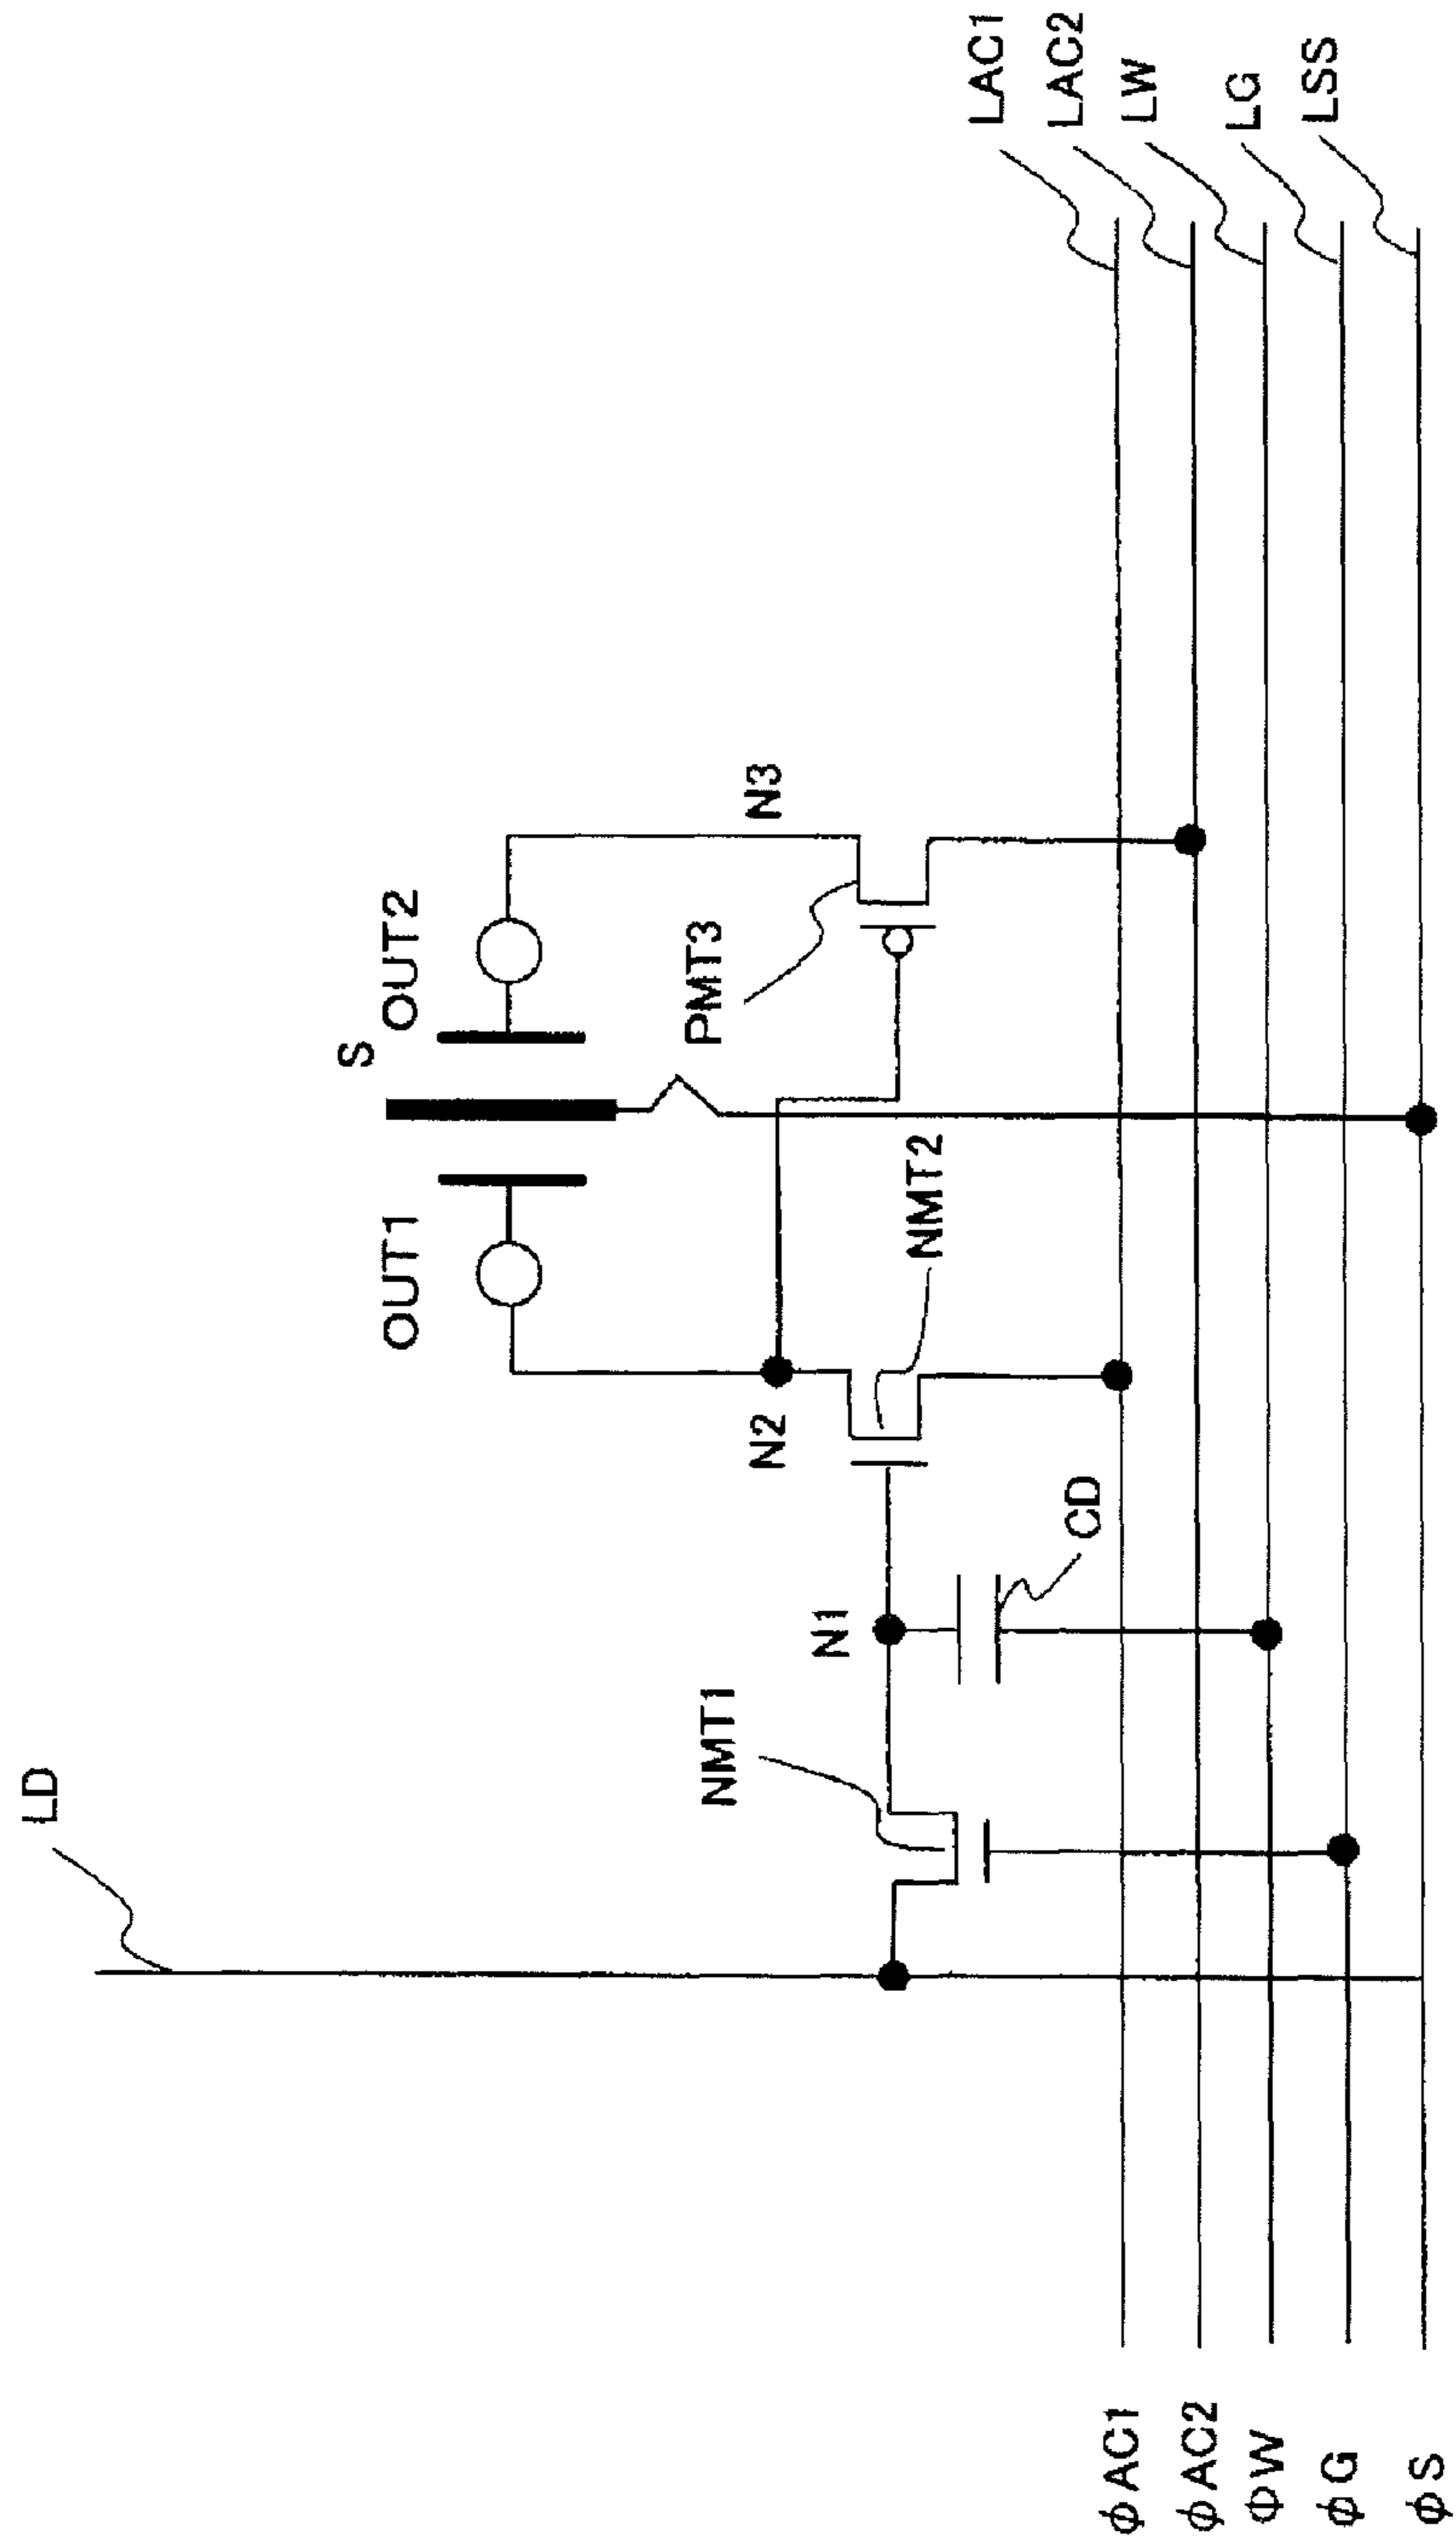 LD
OUT1
S
OUT2
NMT1
N1
N2
PMT3
N3
NMT2
CD
LAC1
LAC2
LW
LG
LSS
ϕAC1
ϕAC2
ΦW
ϕG
ϕS